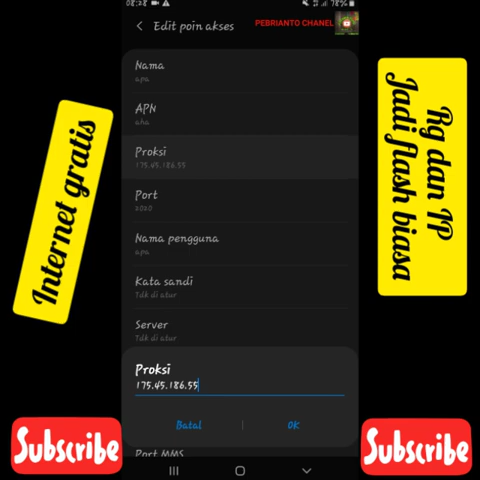 08:28
78%
Edit poin akses
PEBRIANTO CHANEL
Nama
apa
APN
aha
Proksi
175.45.186.55
Port
8080
Nama pengguna
apa
Kata sandi
Tdk di atur
Server
Tdk di atur
Proksi
175.45.186.55
Batal
OK
Port MMS
Internet gratis
Rg dan IP
Jadi flash biasa
Subscribe
Subscribe